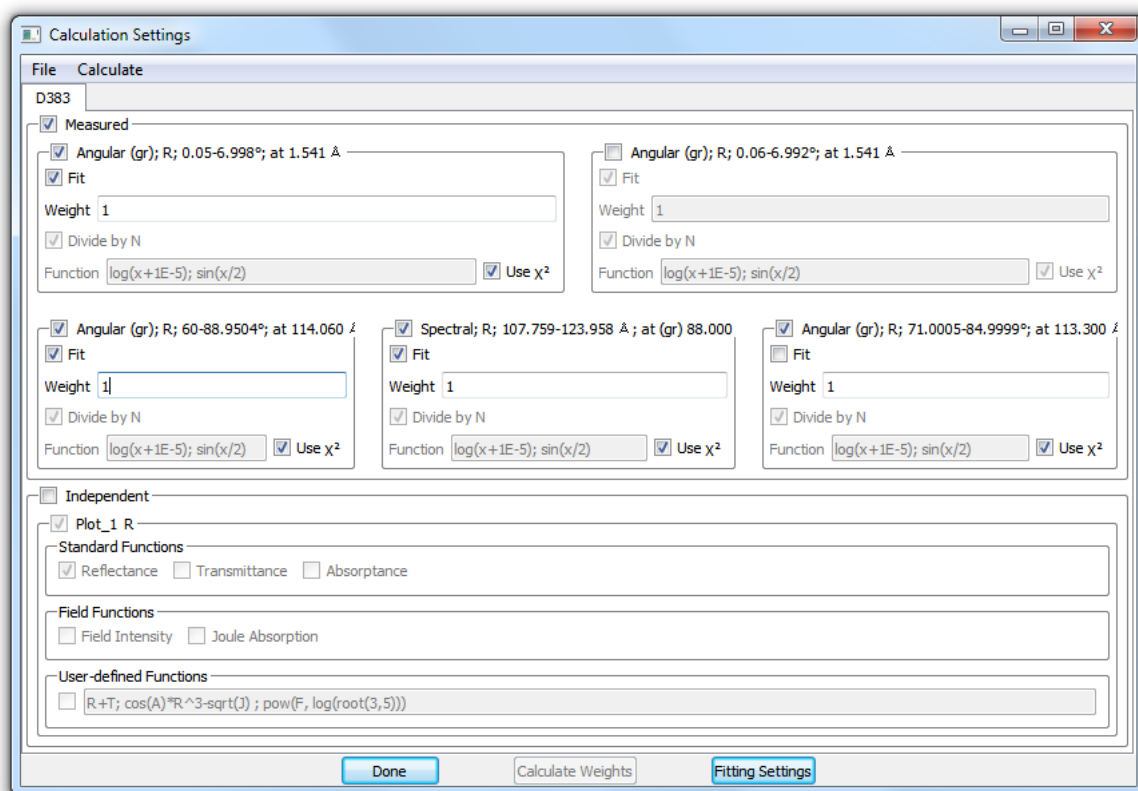 Calculation Settings
File Calculate
D383
Measured
Angular (gr); R; 0.05-6.998°; at 1.541 Å
Fit
Weight 1
Divide by N
Function log(x+1E-5); sin(x/2) Use χ²
Angular (gr); R; 0.06-6.992°; at 1.541 Å
Fit
Weight 1
Divide by N
Function log(x+1E-5); sin(x/2) Use χ²
Angular (gr); R; 60-88.9504°; at 114.060 Å
Fit
Weight 1
Divide by N
Function log(x+1E-5); sin(x/2) Use χ²
Spectral; R; 107.759-123.958 Å ; at (gr) 88.000
Fit
Weight 1
Divide by N
Function log(x+1E-5); sin(x/2) Use χ²
Angular (gr); R; 71.0005-84.9999°; at 113.300 Å
Fit
Weight 1
Divide by N
Function log(x+1E-5); sin(x/2) Use χ²
Independent
Plot_1 R
Standard Functions
Reflectance Transmittance Absorptance
Field Functions
Field Intensity Joule Absorption
User-defined Functions
R+T; cos(A)*R^3-sqrt(J) ; pow(F, log(root(3,5)))
Done Calculate Weights Fitting Settings